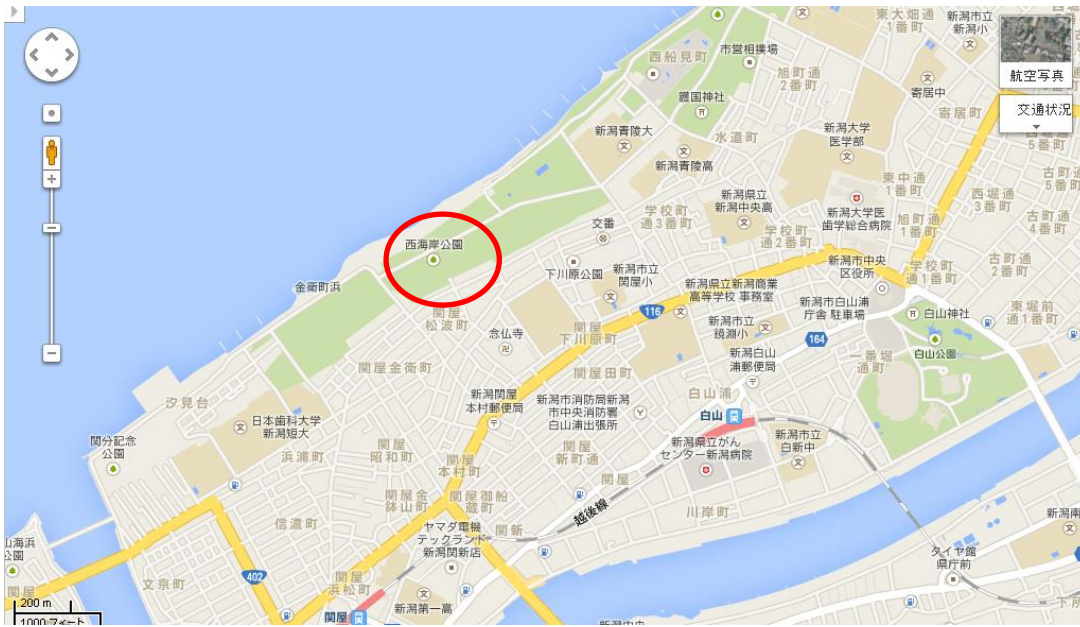 東大畑通
1番町
新潟市立
新潟小
西船見町
市営相撲場
旭町通
2番町
航空写真
護国神社
寄居中
寄居町
交通状況
新潟青陵大
水道町
新潟大学
医学部
5番町
新潟青陵高
東中通
1番町
古町通
5番町
新潟県立
新潟中央高
西堀通
3番町
学校町
通3番町
新潟大学医
歯学総合病院
旭町通
1番町
古町通
4番町
交番
学校町
通2番町
西海岸公園
下川原公園
新潟市立
関屋小
新潟市中央
区役所
学校町
通1番町
古町通
2番町
金衛町浜
新潟県立新潟商業
高等学校 事務室
新潟市白山浦
庁舎 駐車場
東堀前
通1番町
116
関屋
松波町
念仏寺
関屋
下川原町
新潟市立
鏡淵小
白山神社
164
新潟白山
浦郵便局
一番堀
通町
白山公園
関屋金衛町
関屋田町
汐見台
新潟関屋
本村郵便局
新潟市消防局新潟
市中央消防署
白山浦出張所
白山浦
白山
日本歯科大学
新潟短大
新潟県立がん
センター新潟病院
新潟市立
白新中
関分記念
公園
浜浦町
関屋
昭和町
関屋
本村町
関屋
新町通
関屋
関屋金
鉢山町
関屋御船
蔵町
越後線
川岸町
信濃町
ヤマダ電機
テックランド
新潟関新店
関新
新潟南
山海浜
公園
タイヤ館
県庁前
文京町
402
関屋
浜松町
関屋
200 m
新潟第一高
関屋
1000 フィート